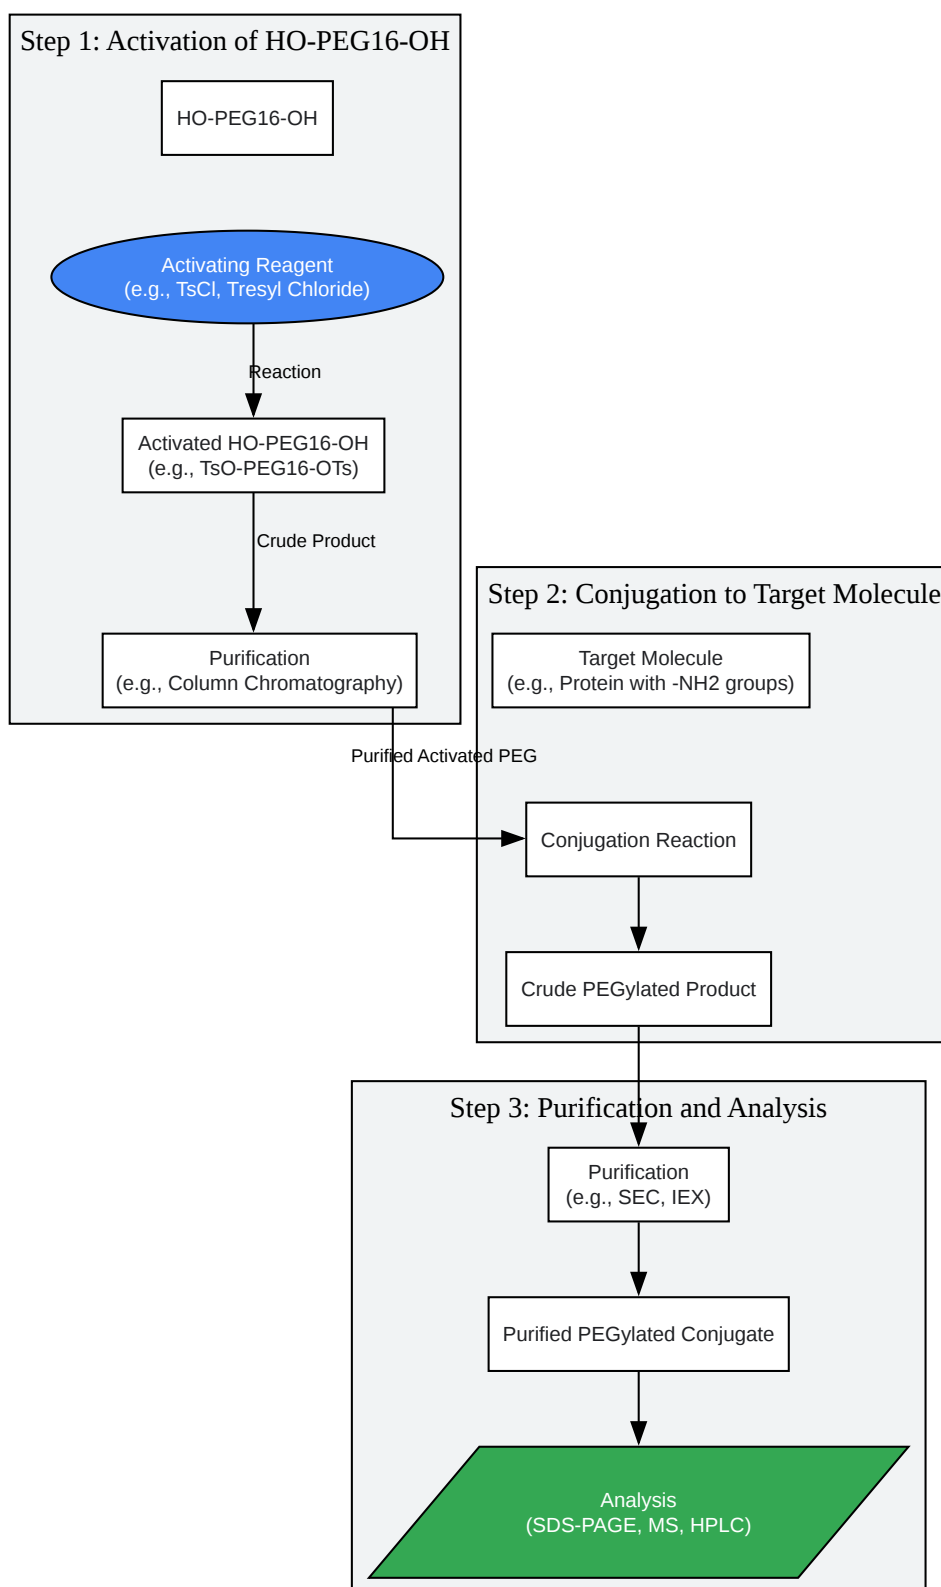 Step 1: Activation of HO-PEG16-OH
HO-PEG16-OH
Activating Reagent
(e.g., TsCl, Tresyl Chloride)
Reaction
Activated HO-PEG16-OH
(e.g., TsO-PEG16-OTs)
Crude Product
Purification
(e.g., Column Chromatography)
Purified Activated PEG
Step 2: Conjugation to Target Molecule
Target Molecule
(e.g., Protein with -NH2 groups)
Conjugation Reaction
Crude PEGylated Product
Step 3: Purification and Analysis
Purification
(e.g., SEC, IEX)
Purified PEGylated Conjugate
Analysis
(SDS-PAGE, MS, HPLC)